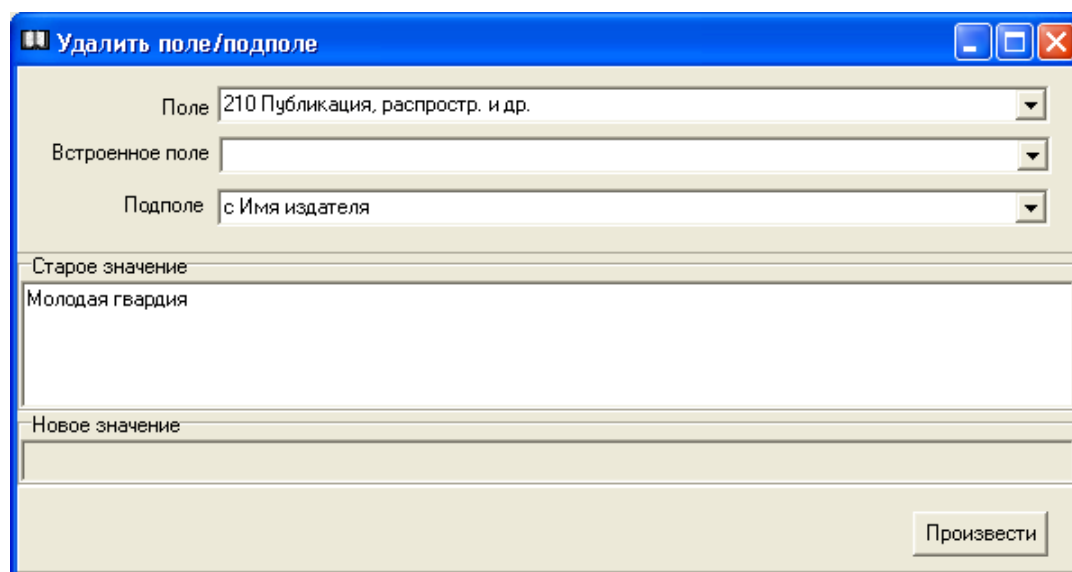 Удалить поле/подполе
Поле 210 Публикация, распростр. и др.
Встроенное поле
Подполе с Имя издателя
Старое значение
Молодая гвардия
Новое значение
Произвести